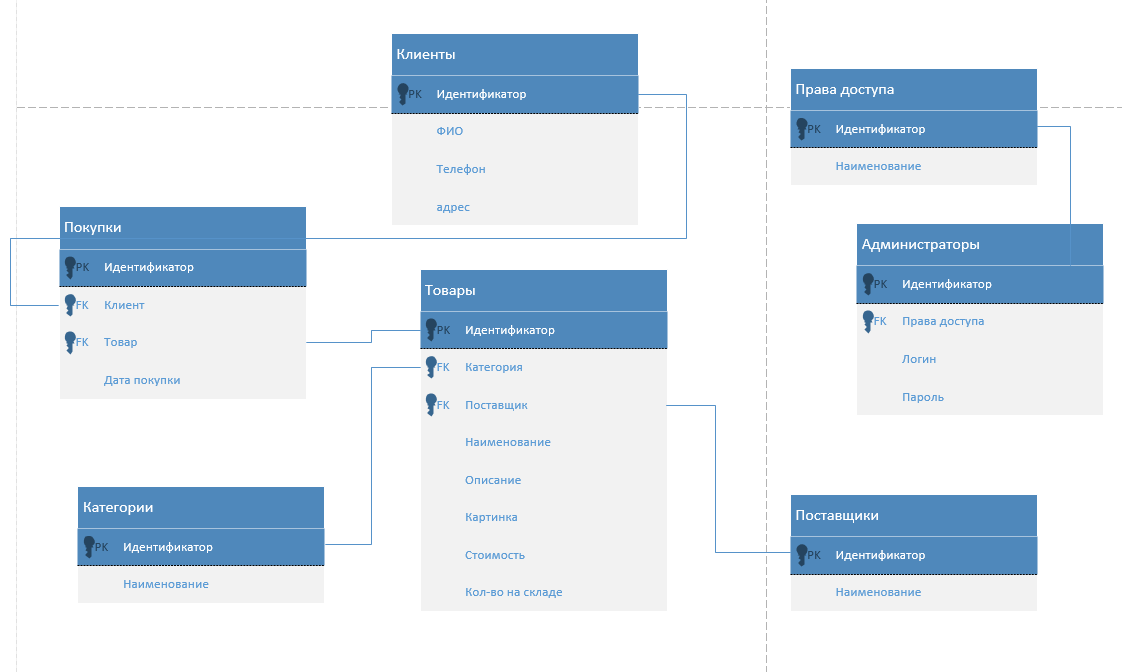 Клиенты
PK Идентификатор
ФИО
Телефон
адрес
Права доступа
PK Идентификатор
Наименование
Покупки
PK Идентификатор
FK Клиент
FK Товар
Дата покупки
Товары
PK Идентификатор
FK Категория
FK Поставщик
Наименование
Описание
Картинка
Стоимость
Кол-во на складе
Администраторы
PK Идентификатор
FK Права доступа
Логин
Пароль
Категории
PK Идентификатор
Наименование
Поставщики
PK Идентификатор
Наименование